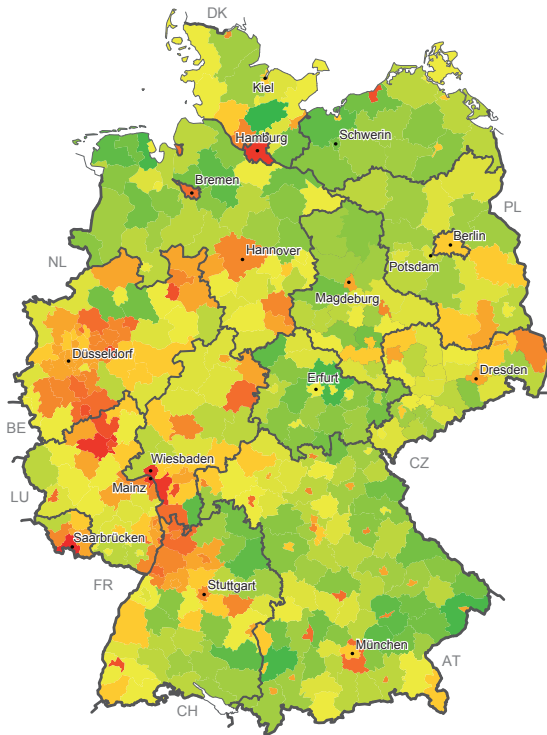 DK
Kiel
Hamburg
Schwerin
Bremen
PL
Berlin
Hannover
NL
Potsdam
Magdeburg
Düsseldorf
Dresden
Erfurt
BE
Wiesbaden
CZ
Mainz
LU
Saarbrücken
FR
Stuttgart
München
AT
CH